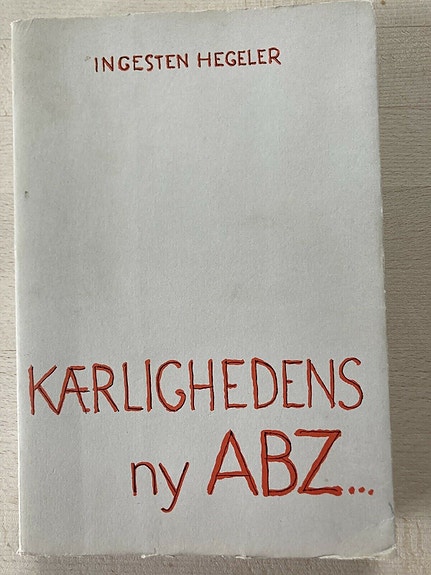 INGESTEN HEGELER
KÆRLIGHEDENS
ny ABZ...